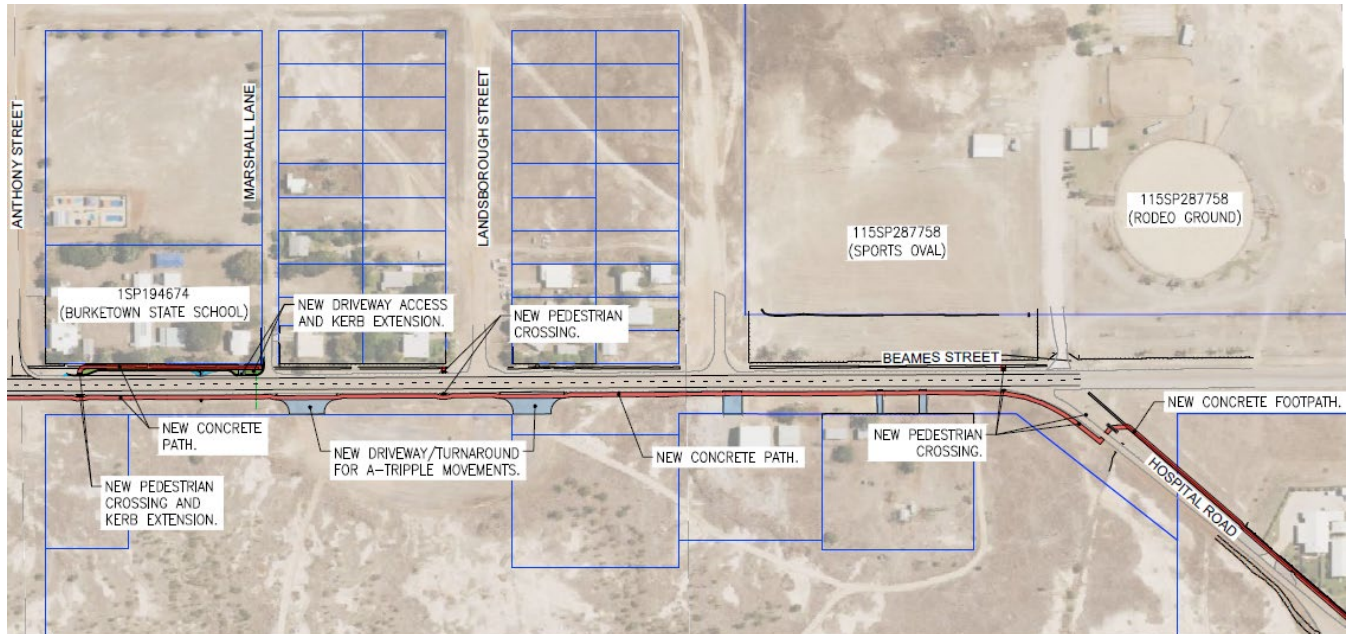 ANTHONY STREET
MARSHALL LANE
LANDSBOROUGH STREET
115SP287758
(SPORTS OVAL)
115SP287758
(RODEO GROUND)
1SP194674
(BURKETOWN STATE SCHOOL)
NEW DRIVEWAY ACCESS
AND KERB EXTENSION.
NEW PEDESTRIAN
CROSSING.
BEAMES STREET
NEW CONCRETE
PATH.
NEW DRIVEWAY/TURNAROUND
FOR A-TRIPPLE MOVEMENTS.
NEW CONCRETE PATH.
NEW PEDESTRIAN
CROSSING.
NEW CONCRETE FOOTPATH.
NEW PEDESTRIAN
CROSSING AND
KERB EXTENSION.
HOSPITAL ROAD